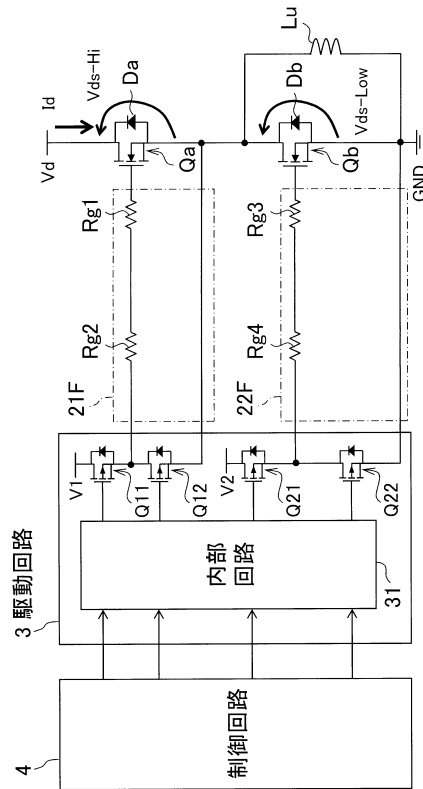 4
制御回路
3 駆動回路
内部
回路
31
V1
Q11
Q12
V2
Q21
Q22
21F
Rg2
Rg1
22F
Rg4
Rg3
Vd
Id
Vds-Hi
Da
Qa
Lu
Db
Vds-Low
Qb
GND